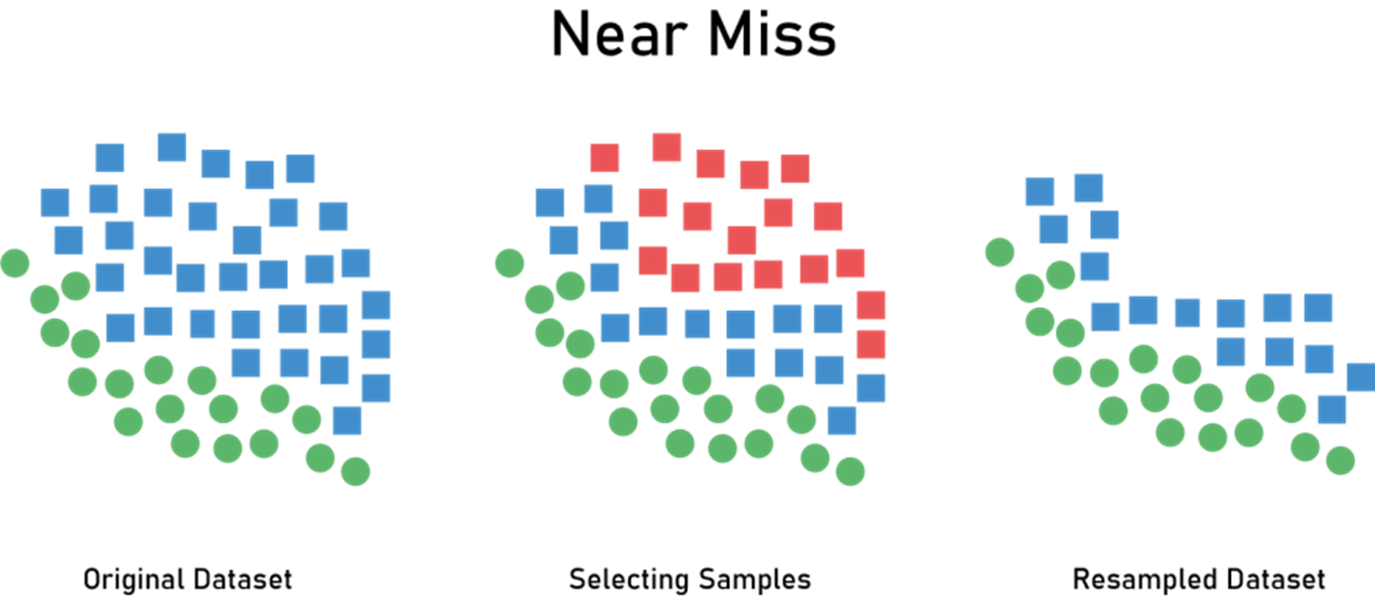 Near Miss
Original Dataset
Selecting Samples
Resampled Dataset